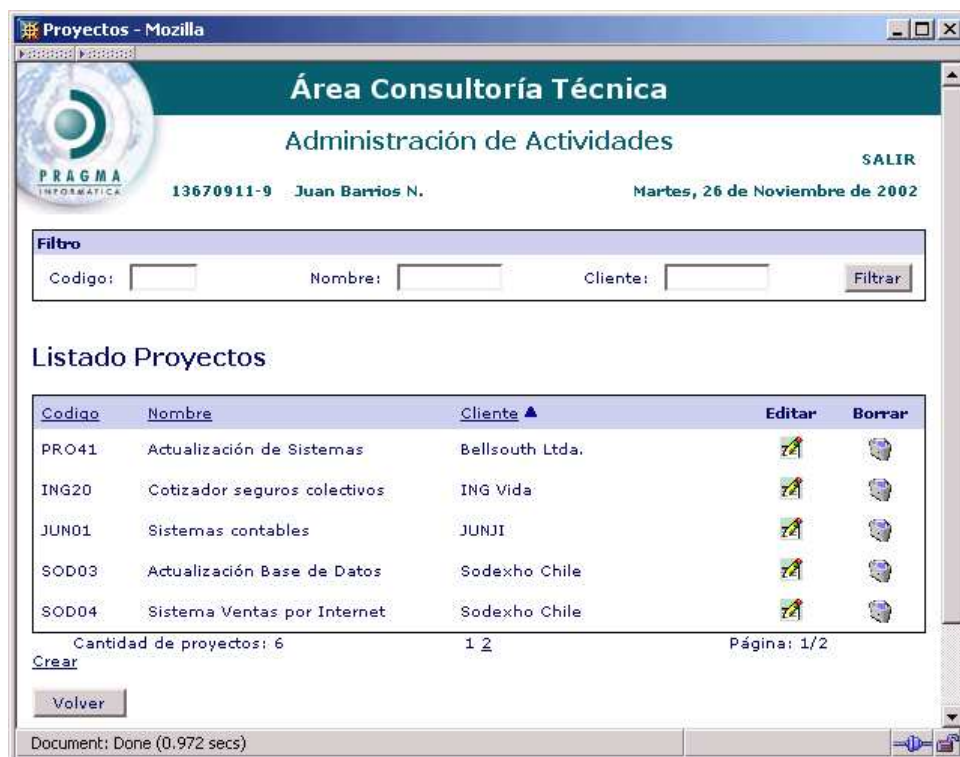 Proyectos - Mozilla
Área Consultoría Técnica
Administración de Actividades
SALIR
PRAGMA
INFORMATICA
13670911-9 Juan Barrios N. Martes, 26 de Noviembre de 2002
Filtro
Codigo: Nombre: Cliente: Filtrar
Listado Proyectos
Codigo Nombre Cliente ▲ Editar Borrar
PRO41 Actualización de Sistemas Bellsouth Ltda.
ING20 Cotizador seguros colectivos ING Vida
JUN01 Sistemas contables JUNJI
SOD03 Actualización Base de Datos Sodexho Chile
SOD04 Sistema Ventas por Internet Sodexho Chile
Cantidad de proyectos: 6 1 2 Página: 1/2
Crear
Volver
Document: Done (0.972 secs)